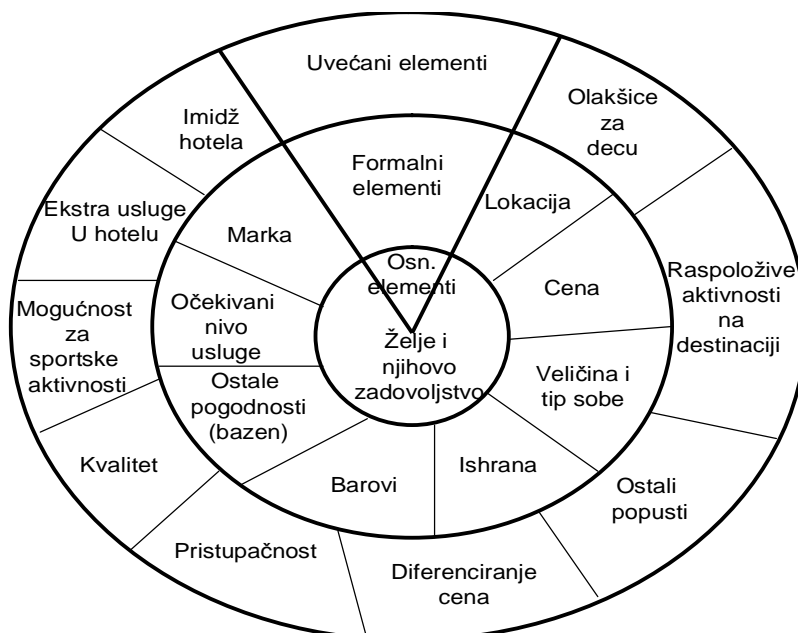 Uvećani elementi
Olakšice
za
decu
Raspoložive
aktivnosti
na
destinaciji
Ostali
popusti
Diferenciranje
cena
Pristupačnost
Kvalitet
Mogućnost
za
sportske
aktivnosti
Ekstra usluge
U hotelu
Imidž
hotela
Formalni
elementi
Lokacija
Cena
Veličina i
tip sobe
Ishrana
Barovi
Ostale
pogodnosti
(bazen)
Očekivani
nivo
usluge
Marka
Osn.
elementi
Želje i
njihovo
zadovoljstvo